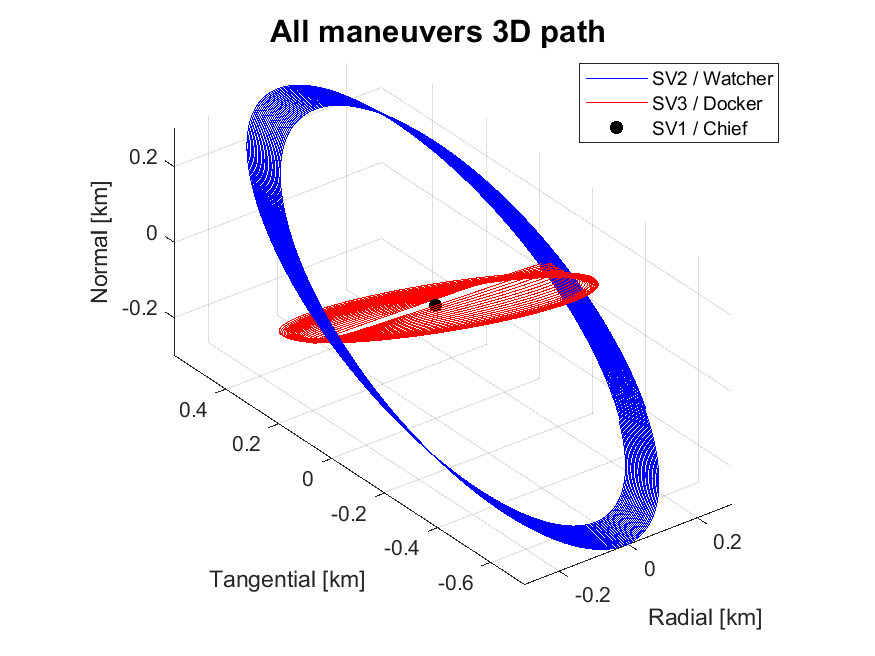 All maneuvers 3D path
SV2 / Watcher
SV3 / Docker
SV1 / Chief
Normal [km]
0.2
0
-0.2
0.4
0.2
0
-0.2
-0.4
-0.6
Tangential [km]
-0.2
0
0.2
Radial [km]